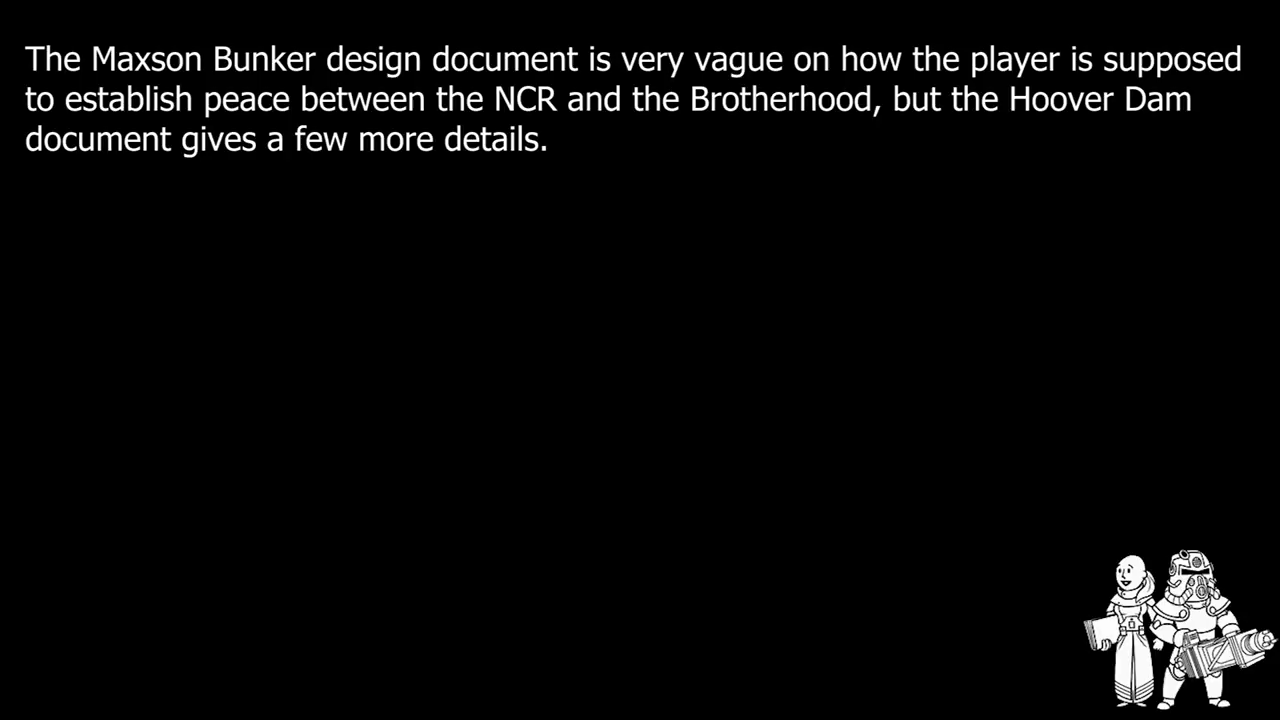 The Maxson Bunker design document is very vague on how the player is supposed
to establish peace between the NCR and the Brotherhood, but the Hoover Dam
document gives a few more details.